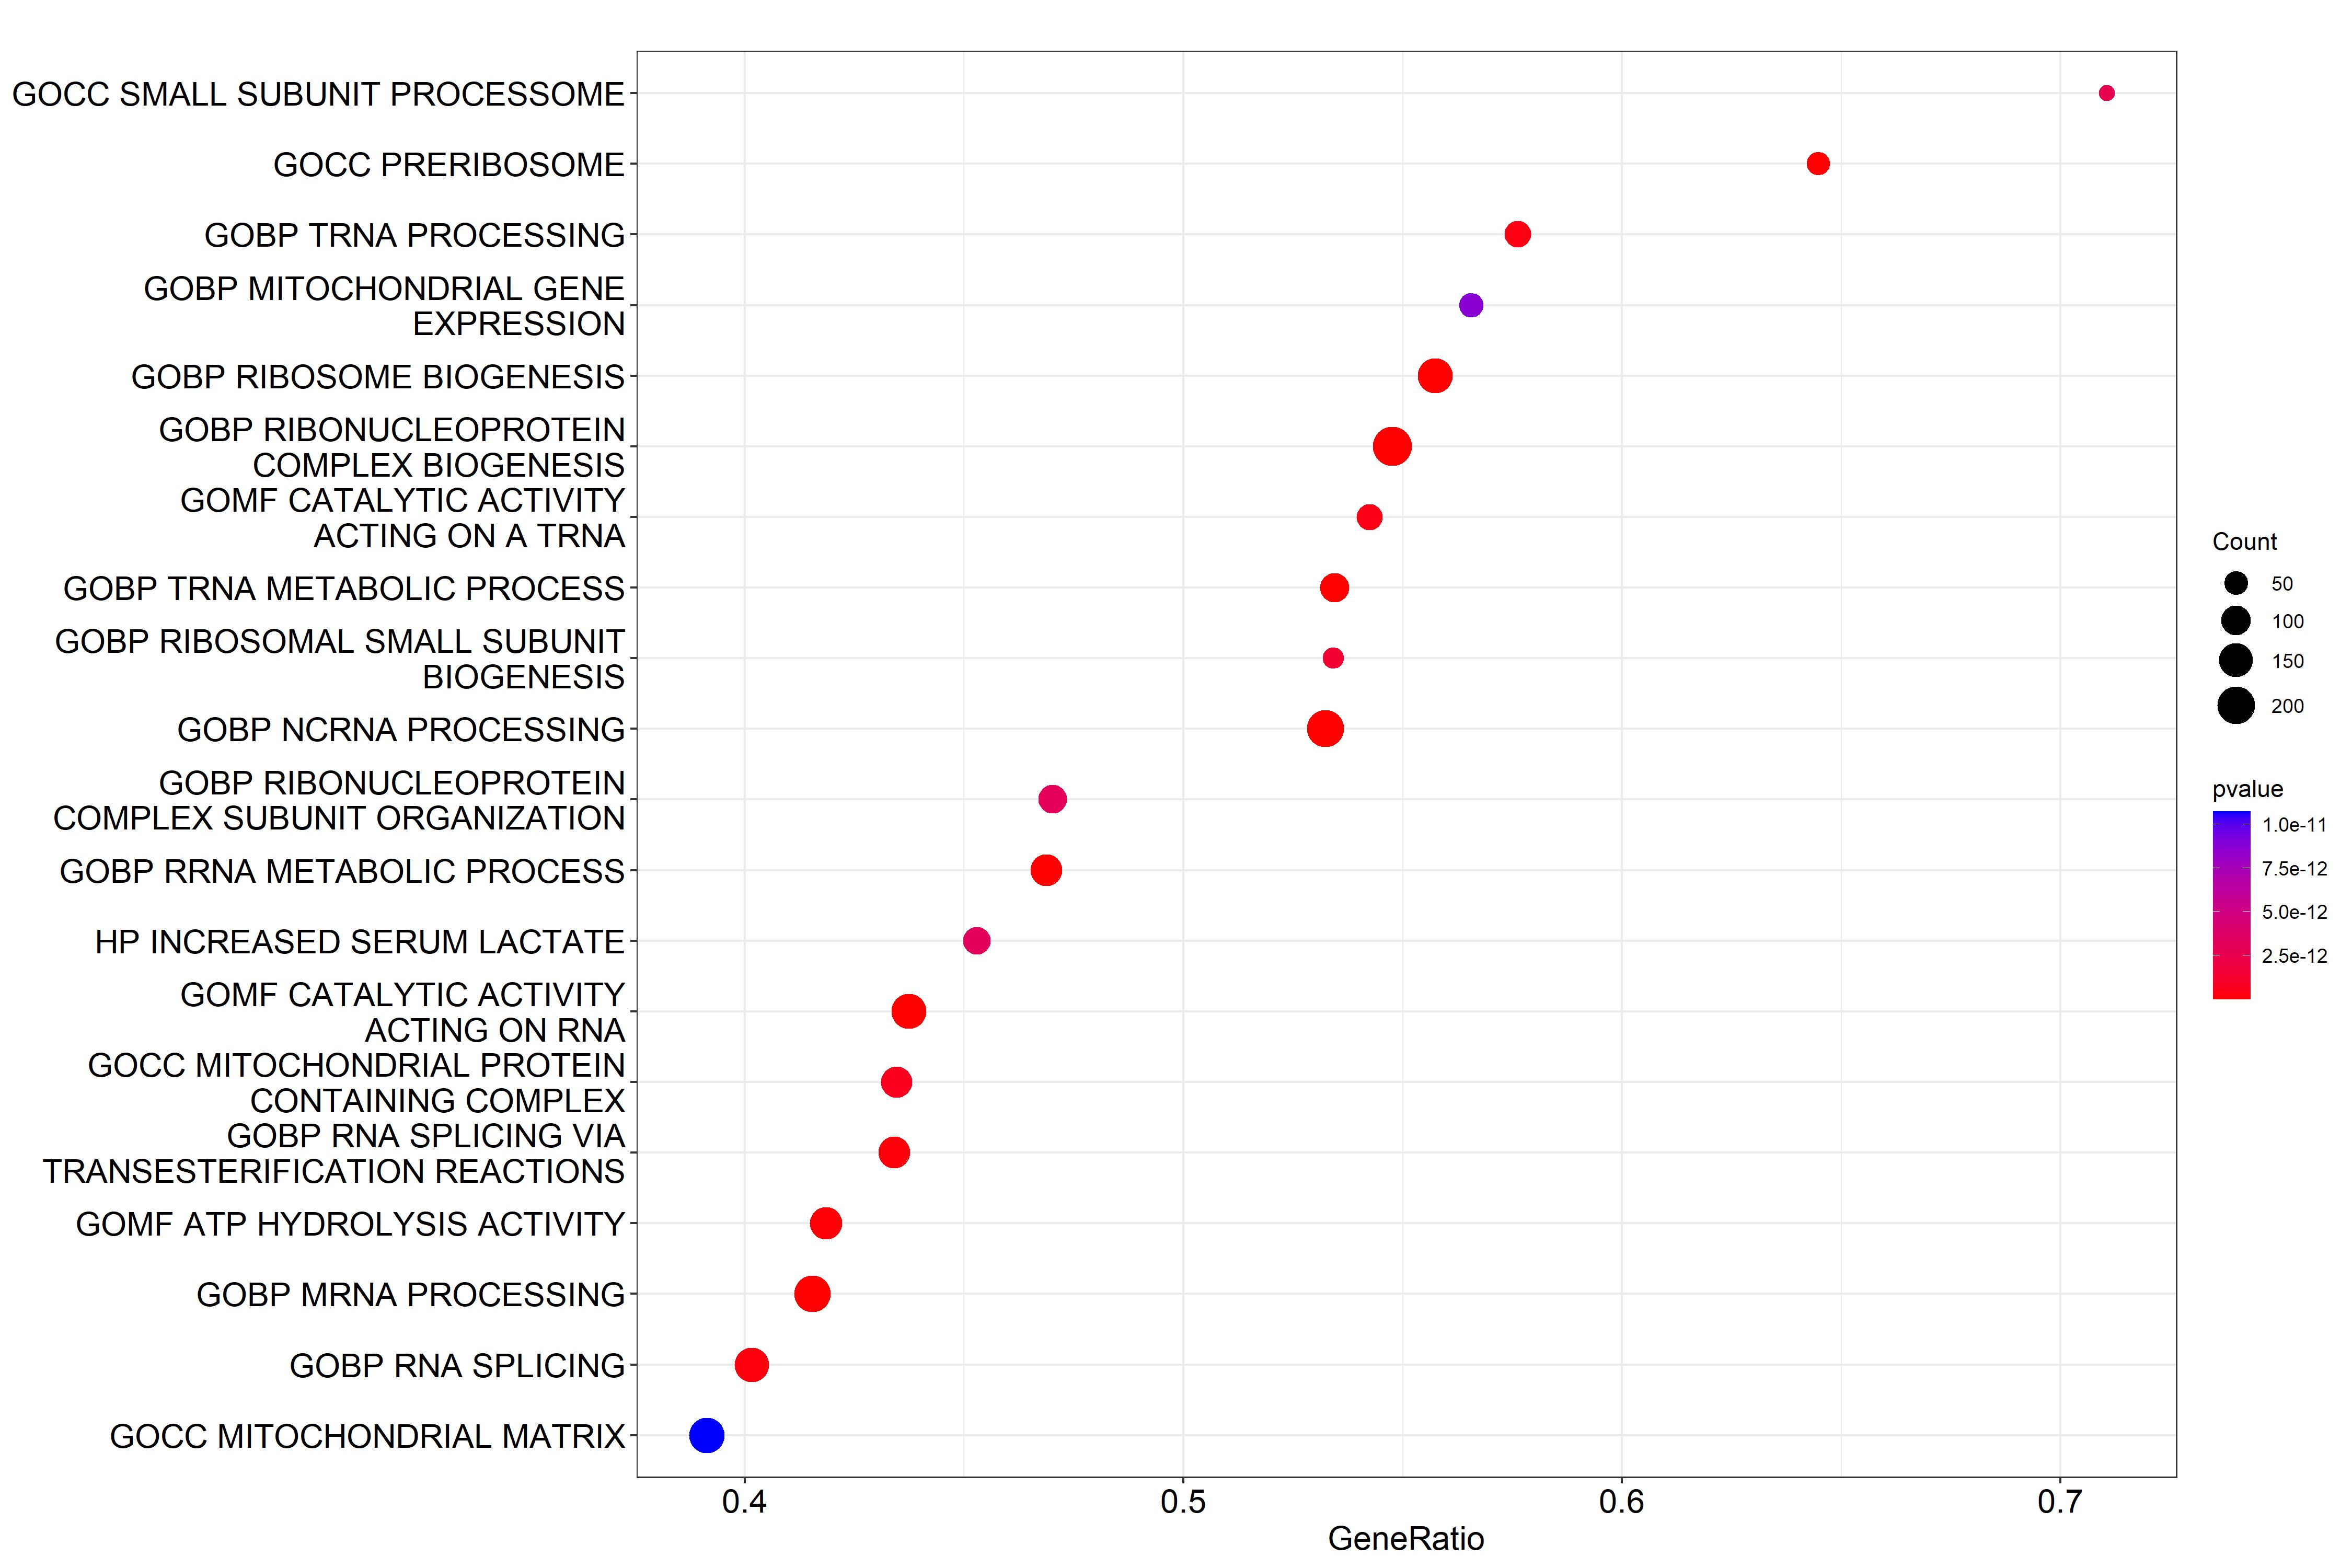 GOCC SMALL SUBUNIT PROCESSOME
GOCC PRERIBOSOME
GOBP TRNA PROCESSING
GOBP MITOCHONDRIAL GENE
EXPRESSION
GOBP RIBOSOME BIOGENESIS
GOBP RIBONUCLEOPROTEIN
COMPLEX BIOGENESIS
GOMF CATALYTIC ACTIVITY
ACTING ON A TRNA
GOBP TRNA METABOLIC PROCESS
GOBP RIBOSOMAL SMALL SUBUNIT
BIOGENESIS
GOBP NCRNA PROCESSING
GOBP RIBONUCLEOPROTEIN
COMPLEX SUBUNIT ORGANIZATION
GOBP RRNA METABOLIC PROCESS
HP INCREASED SERUM LACTATE
GOMF CATALYTIC ACTIVITY
ACTING ON RNA
GOCC MITOCHONDRIAL PROTEIN
CONTAINING COMPLEX
GOBP RNA SPLICING VIA
TRANSESTERIFICATION REACTIONS
GOMF ATP HYDROLYSIS ACTIVITY
GOBP MRNA PROCESSING
GOBP RNA SPLICING
GOCC MITOCHONDRIAL MATRIX
0.4 0.5 0.6 0.7
GeneRatio
Count
50
100
150
200
pvalue
1.0e-11
7.5e-12
5.0e-12
2.5e-12